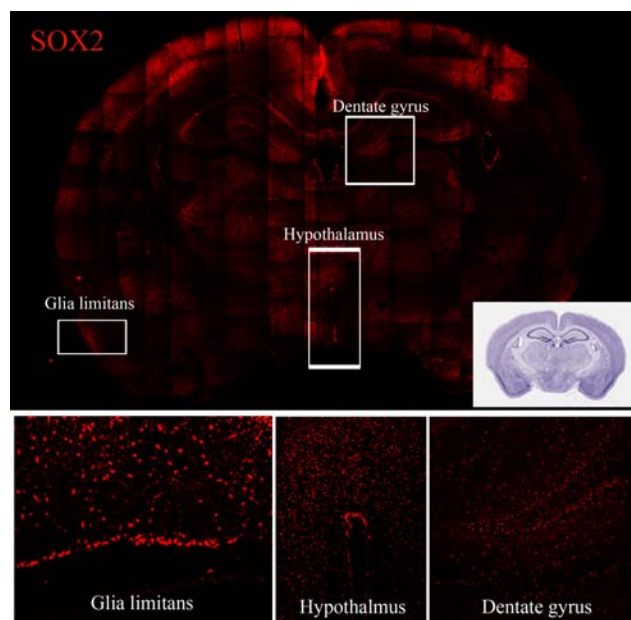 SOX2
Dentate gyrus
Hypothalamus
Glia limitans
Glia limitans
Hypothalmus
Dentate gyrus